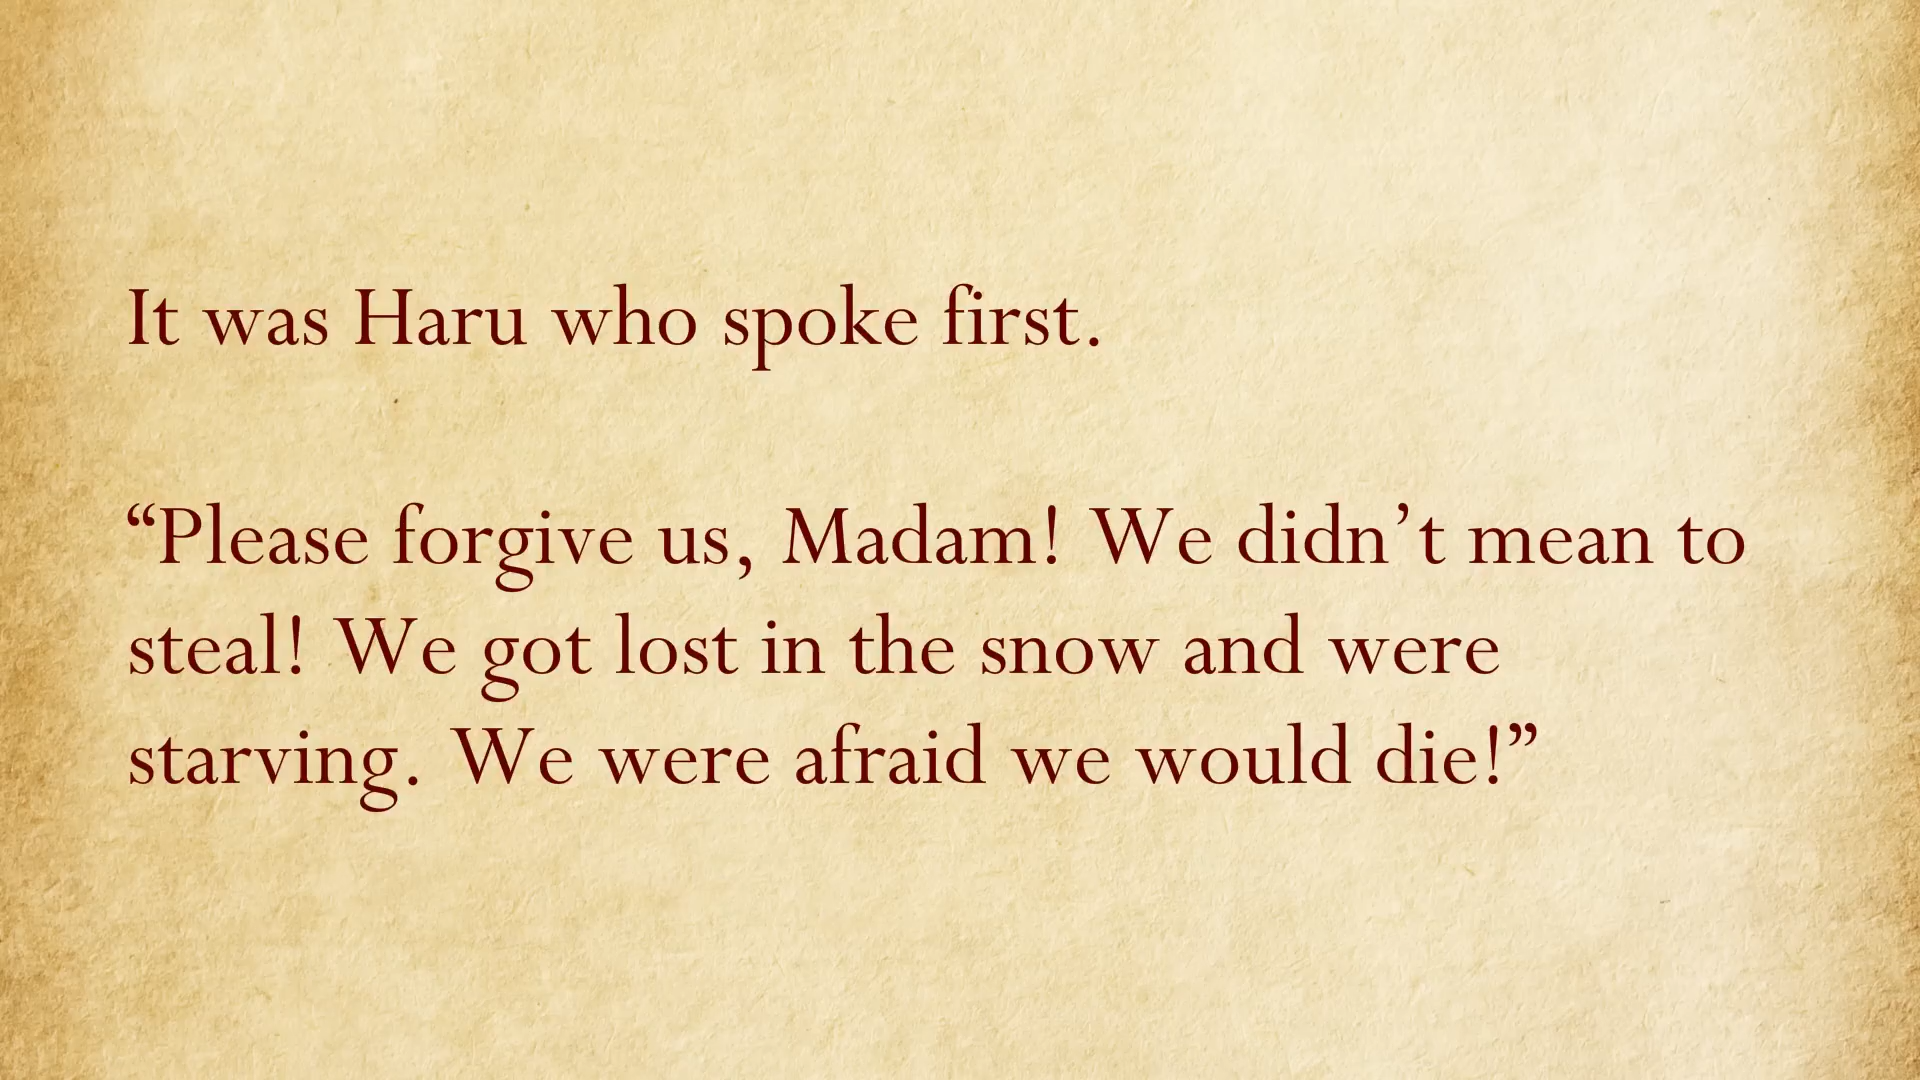 It was Haru who spoke first.
“Please forgive us, Madam! We didn’t mean to
steal! We got lost in the snow and were
starving. We were afraid we would die!”